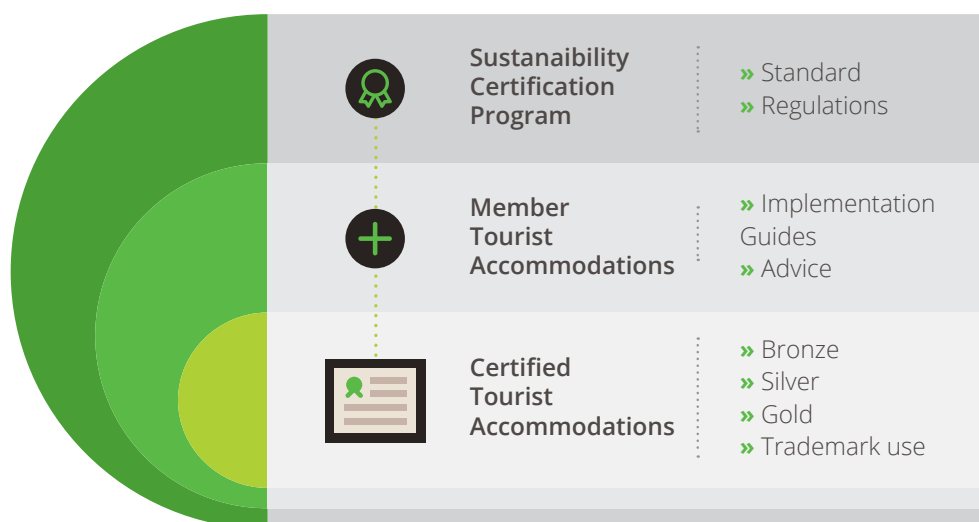 Sustanaibility
Certification
Program
» Standard
» Regulations
Member
Tourist
Accommodations
» Implementation
Guides
» Advice
Certified
Tourist
Accommodations
» Bronze
» Silver
» Gold
» Trademark use